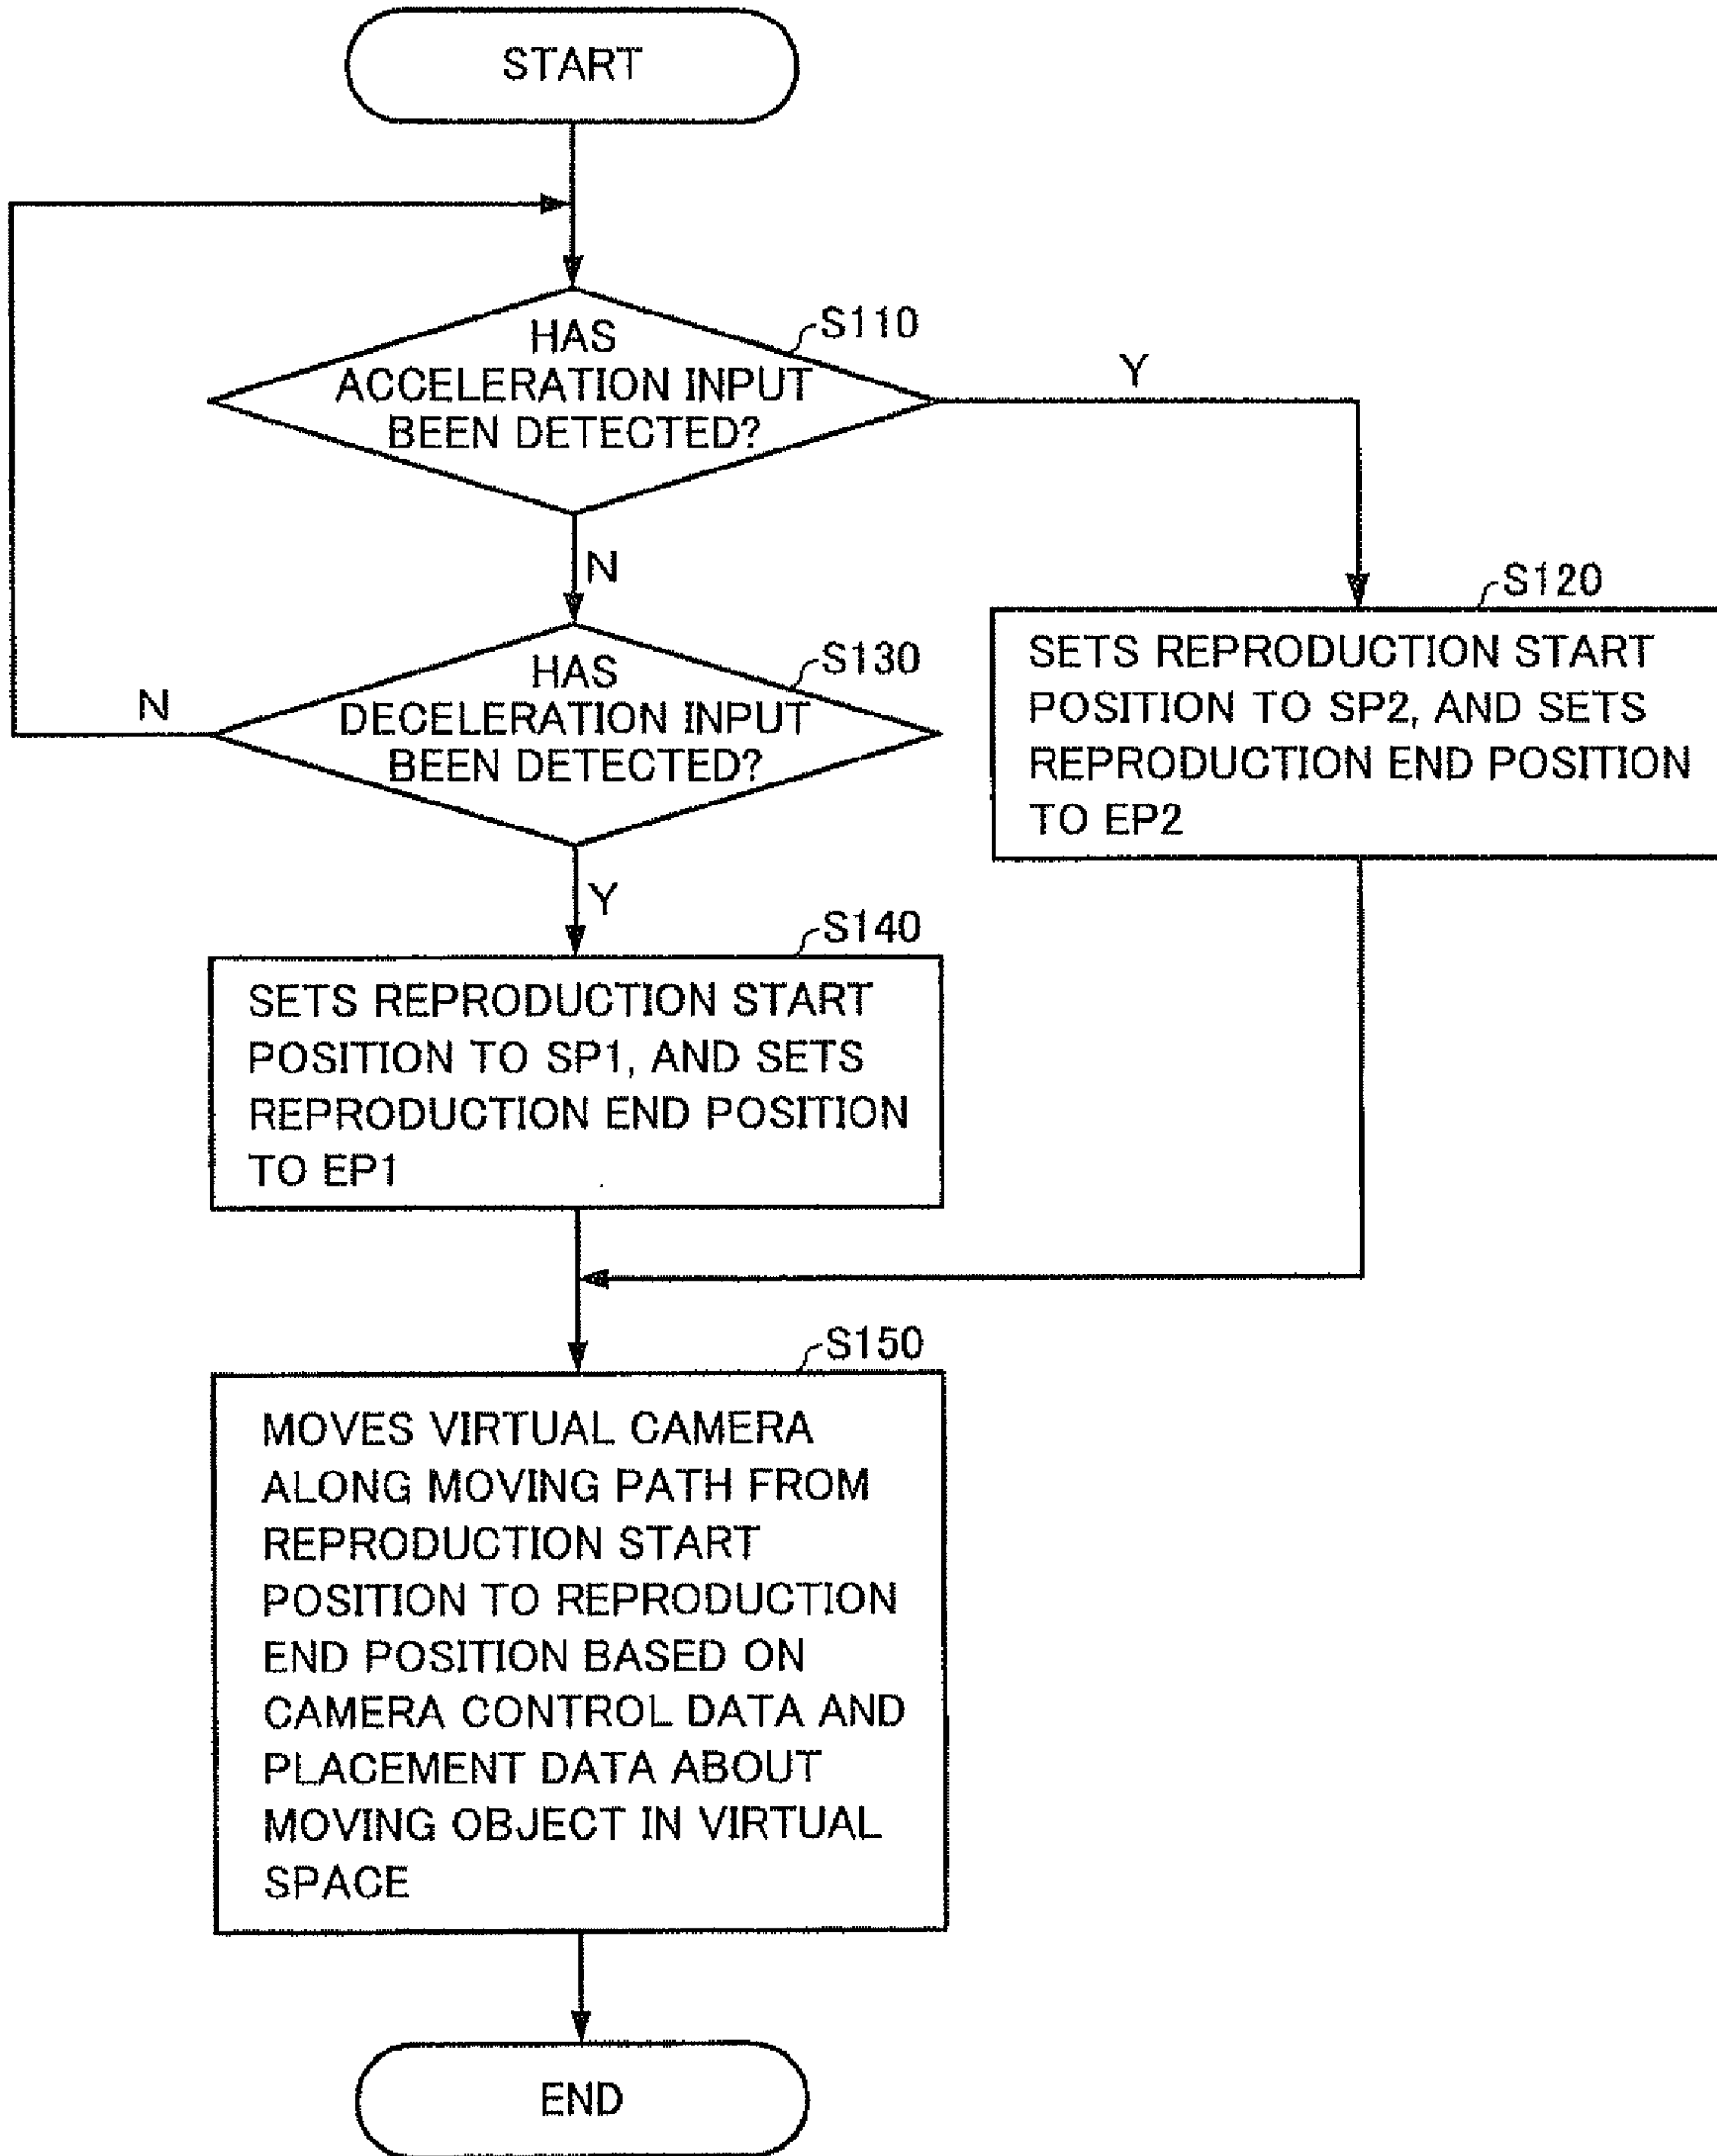 START
S110
HAS
ACCELERATION INPUT
BEEN DETECTED?
Y
N
S120
SETS REPRODUCTION START
POSITION TO SP2, AND SETS
REPRODUCTION END POSITION
TO EP2
S130
HAS
DECELERATION INPUT
BEEN DETECTED?
N
Y
S140
SETS REPRODUCTION START
POSITION TO SP1, AND SETS
REPRODUCTION END POSITION
TO EP1
S150
MOVES VIRTUAL CAMERA
ALONG MOVING PATH FROM
REPRODUCTION START
POSITION TO REPRODUCTION
END POSITION BASED ON
CAMERA CONTROL DATA AND
PLACEMENT DATA ABOUT
MOVING OBJECT IN VIRTUAL
SPACE
END